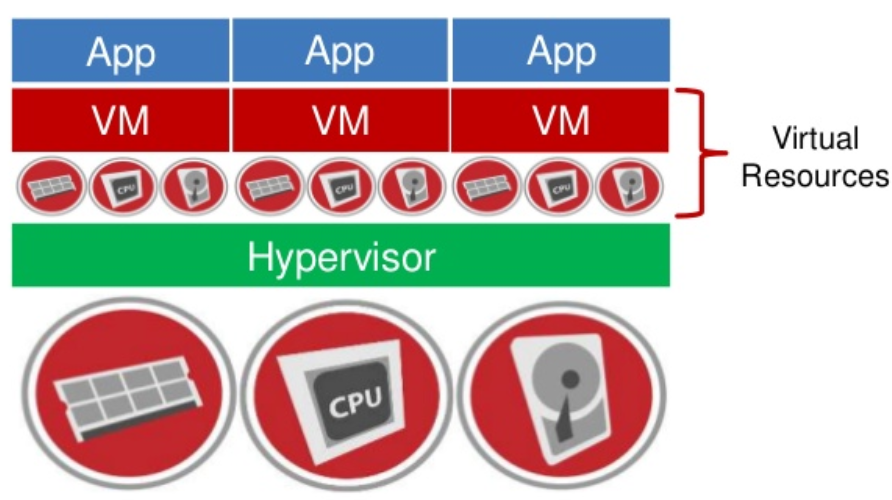 App App App
VM VM VM
Virtual
Resources
CPU CPU CPU
Hypervisor
CPU